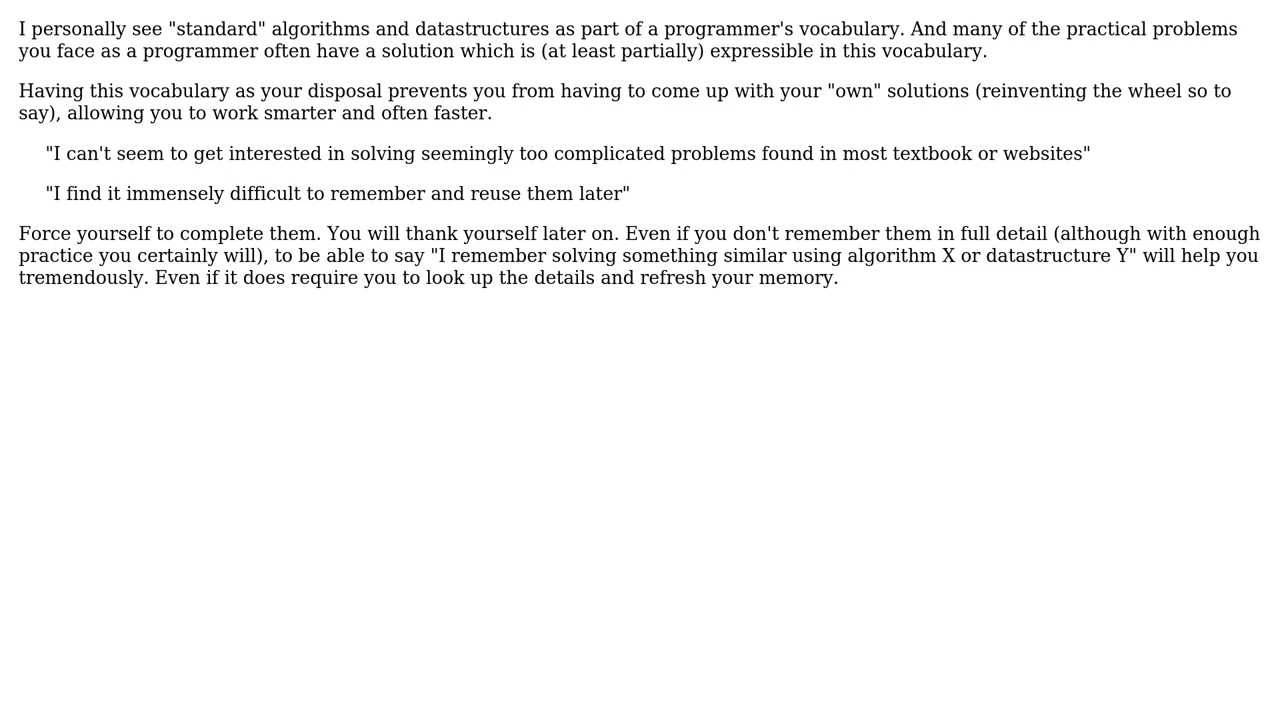 I personally see "standard" algorithms and datastructures as part of a programmer's vocabulary. And many of the practical problems
you face as a programmer often have a solution which is (at least partially) expressible in this vocabulary.
Having this vocabulary as your disposal prevents you from having to come up with your "own" solutions (reinventing the wheel so to
say), allowing you to work smarter and often faster.
"I can't seem to get interested in solving seemingly too complicated problems found in most textbook or websites"
"I find it immensely difficult to remember and reuse them later"
Force yourself to complete them. You will thank yourself later on. Even if you don't remember them in full detail (although with enough
practice you certainly will), to be able to say "I remember solving something similar using algorithm X or datastructure Y" will help you
tremendously. Even if it does require you to look up the details and refresh your memory.